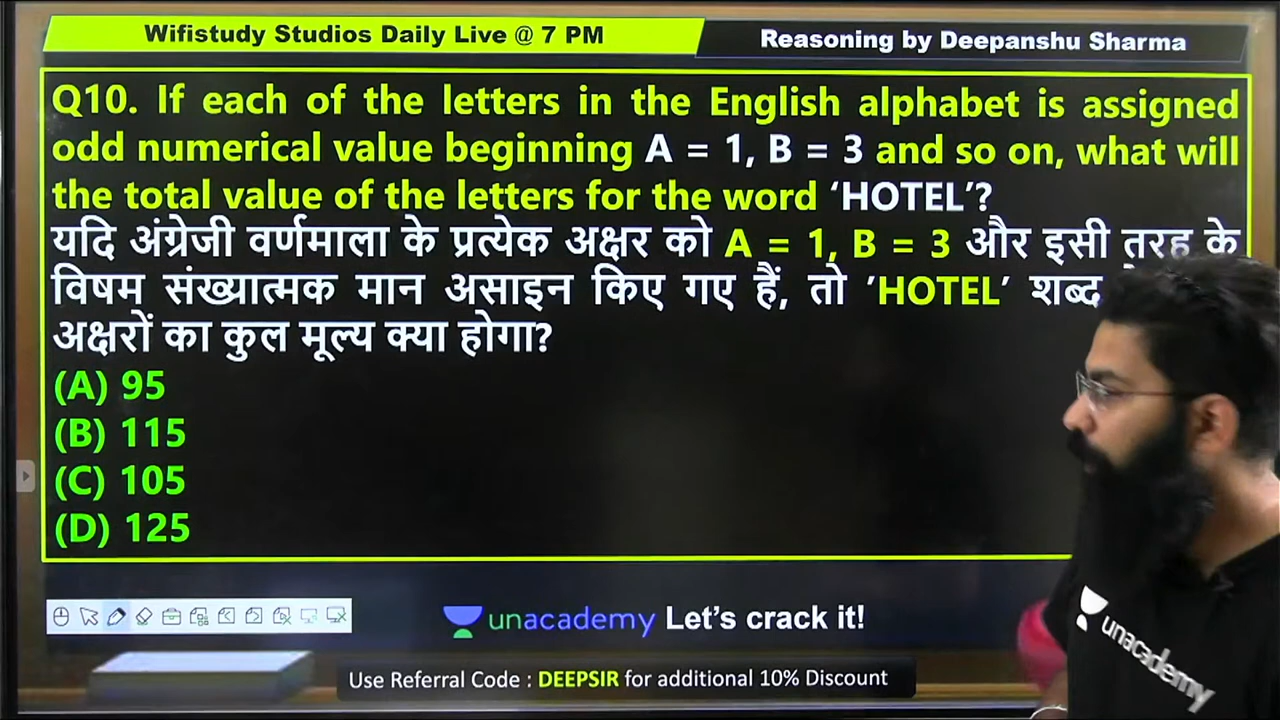 Wifistudy Studios Daily Live @ 7 PM
Reasoning by Deepanshu Sharma
Q10. If each of the letters in the English alphabet is assigned
odd numerical value beginning A = 1, B = 3 and so on, what will
the total value of the letters for the word ‘HOTEL’?
यदि अंग्रेजी वर्णमाला के प्रत्येक अक्षर को A = 1, B = 3 और इसी तरह के
विषम संख्यात्मक मान असाइन किए गए हैं, तो ’HOTEL’ शब्द
अक्षरों का कुल मूल्य क्या होगा?
(A) 95
(B) 115
(C) 105
(D) 125
unacademy Let’s crack it!
unacademy
Use Referral Code : DEEPSIR for additional 10% Discount